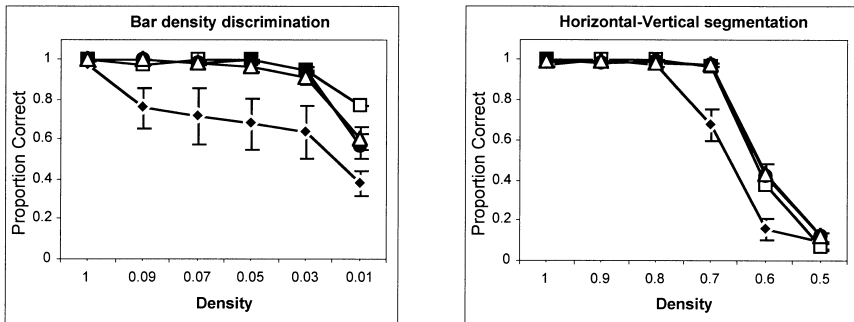 Bar density discrimination
Proportion Correct
1
0.8
0.6
0.4
0.2
0
1 0.09 0.07 0.05 0.03 0.01
Density
Horizontal-Vertical segmentation
Proportion Correct
1
0.8
0.6
0.4
0.2
0
1 0.9 0.8 0.7 0.6 0.5
Density